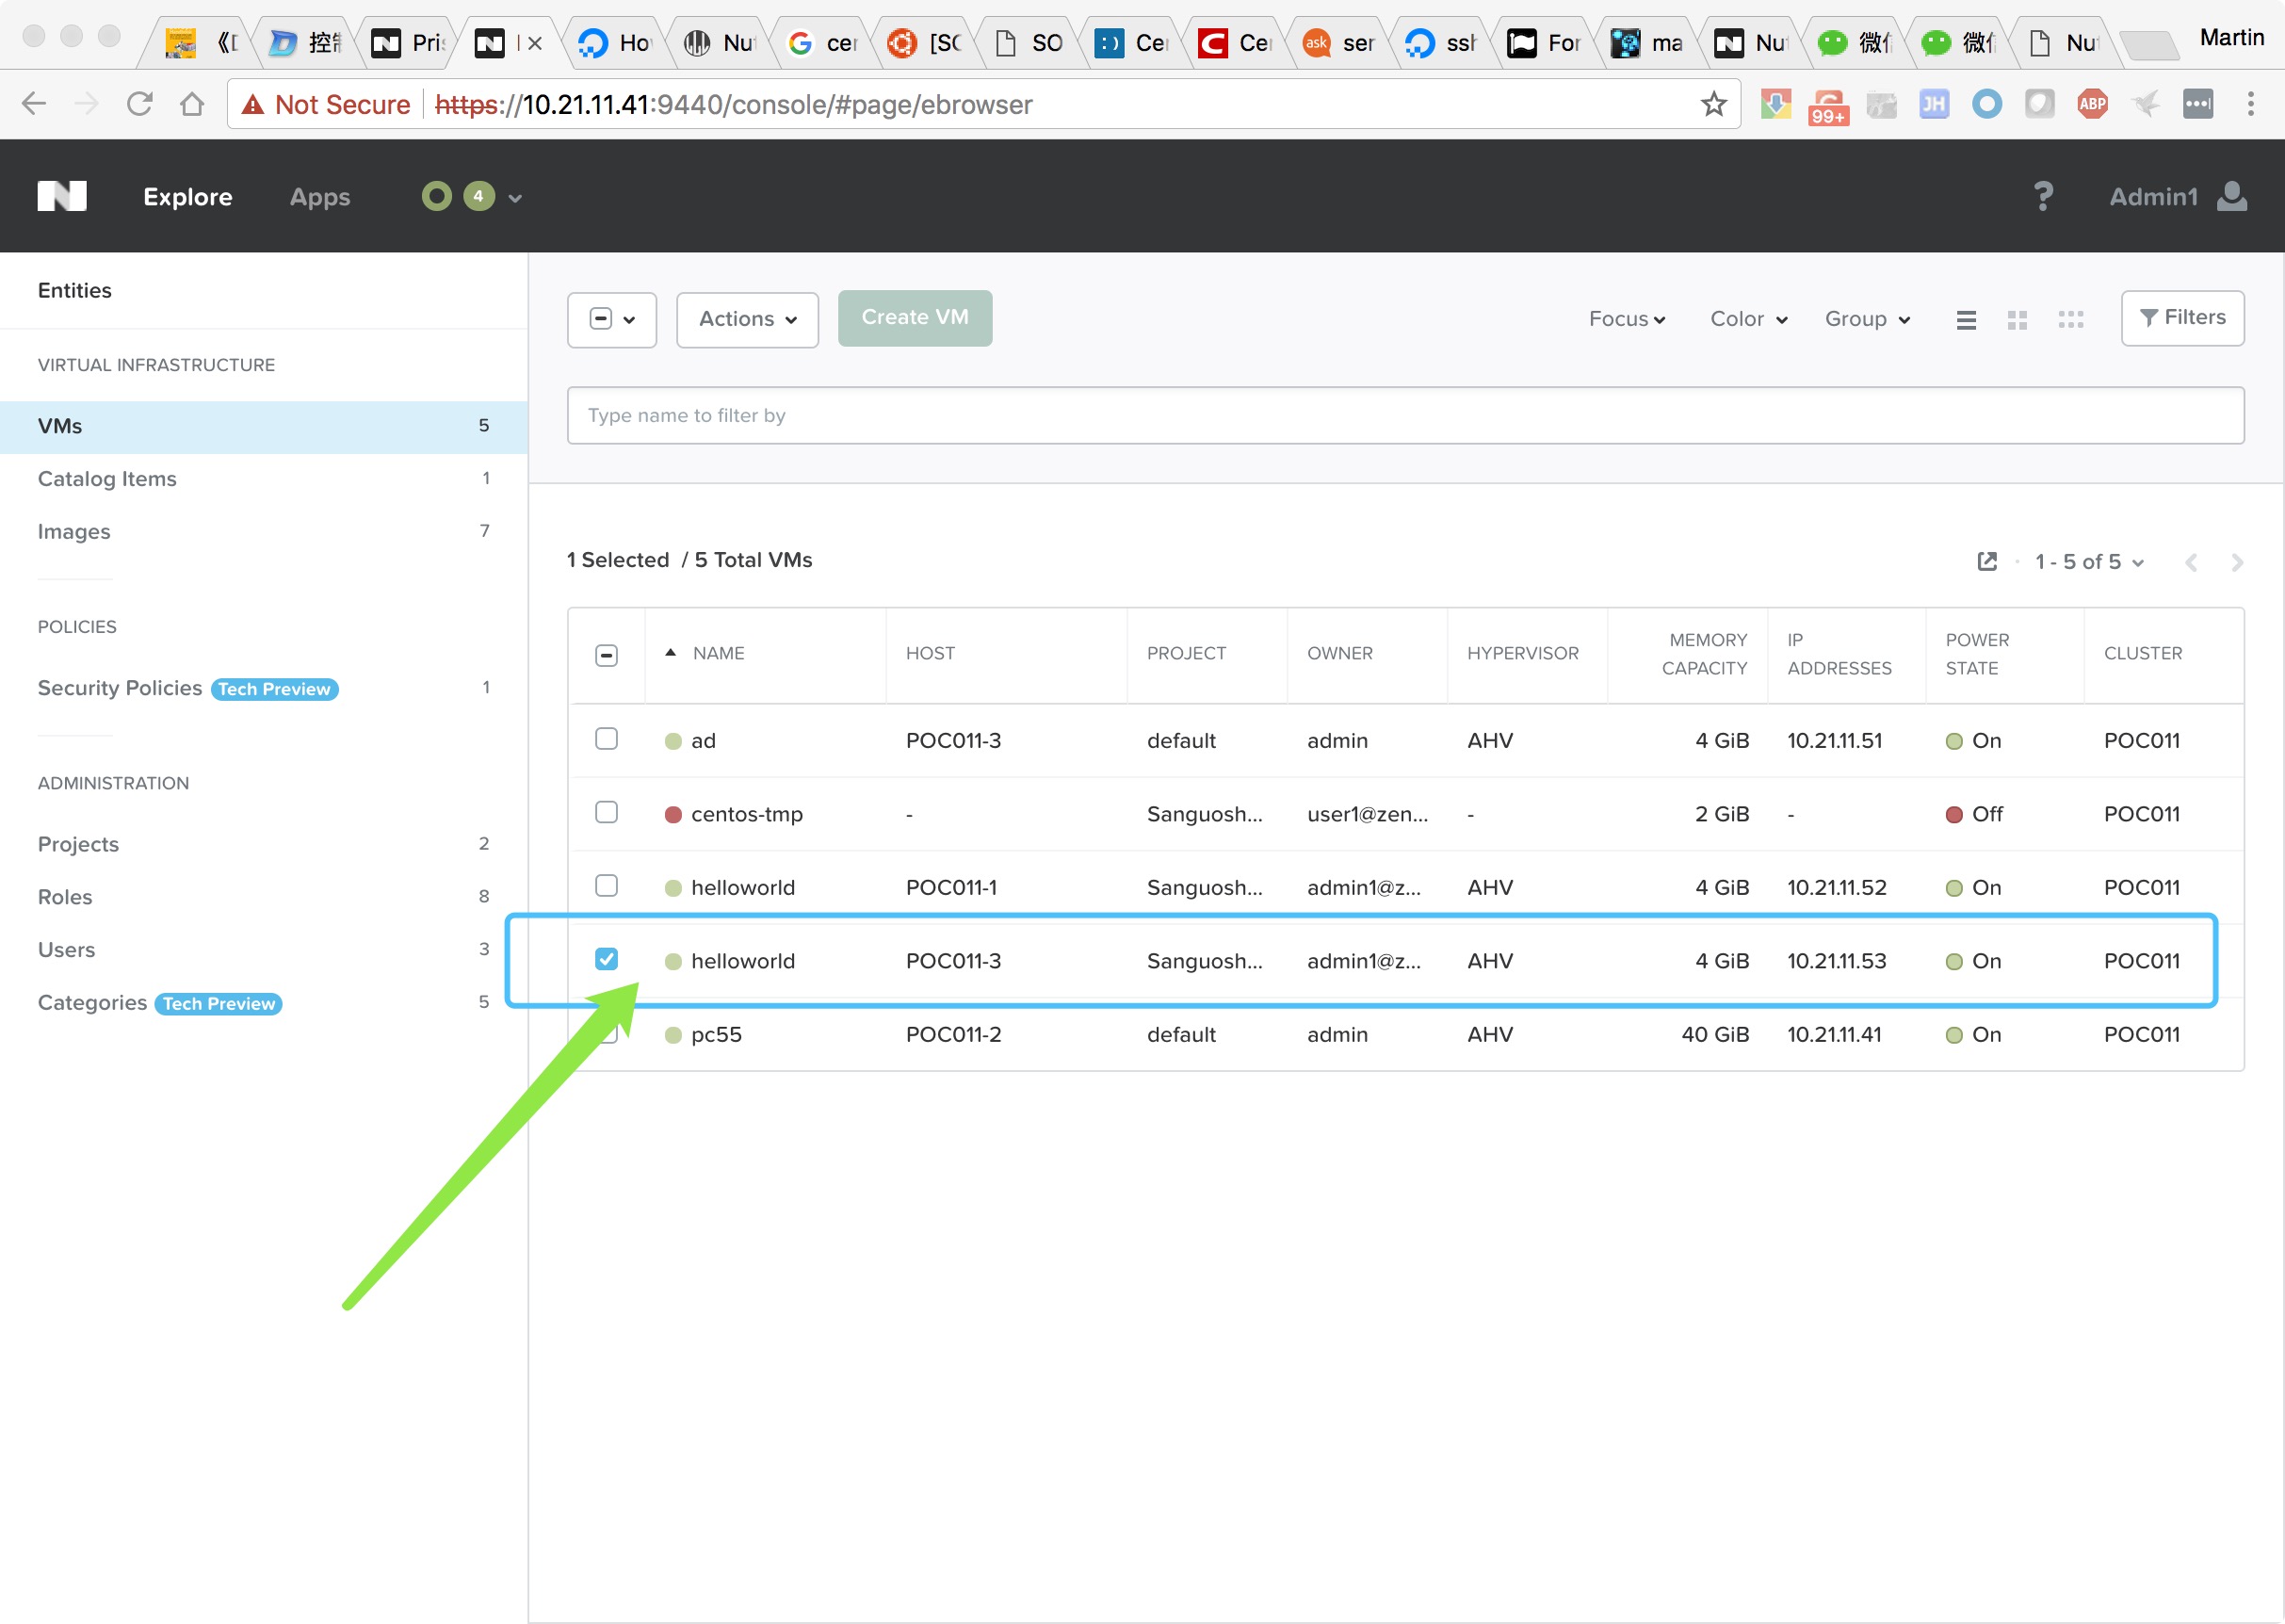 《D 控制 Pri Ho Nu cer [SO SO Ce Ce ser ssh For ma Nu 微信 微信 Nu Martin
Not Secure https://10.21.11.41:9440/console/#page/ebrowser 99+ JH ABP
Explore Apps 4 ? Admin1
Entities
VIRTUAL INFRASTRUCTURE
VMs 5
Catalog Items 1
Images 7
POLICIES
Security Policies Tech Preview 1
ADMINISTRATION
Projects 2
Roles 8
Users 3
Categories Tech Preview 5
Actions Create VM Focus Color Group Filters
Type name to filter by
1 Selected / 5 Total VMs 1 - 5 of 5
NAME HOST PROJECT OWNER HYPERVISOR MEMORY CAPACITY IP ADDRESSES POWER STATE CLUSTER
ad POC011-3 default admin AHV 4 GiB 10.21.11.51 On POC011
centos-tmp - Sanguosh... user1@zen... - 2 GiB - Off POC011
helloworld POC011-1 Sanguosh... admin1@z... AHV 4 GiB 10.21.11.52 On POC011
helloworld POC011-3 Sanguosh... admin1@z... AHV 4 GiB 10.21.11.53 On POC011
pc55 POC011-2 default admin AHV 40 GiB 10.21.11.41 On POC011